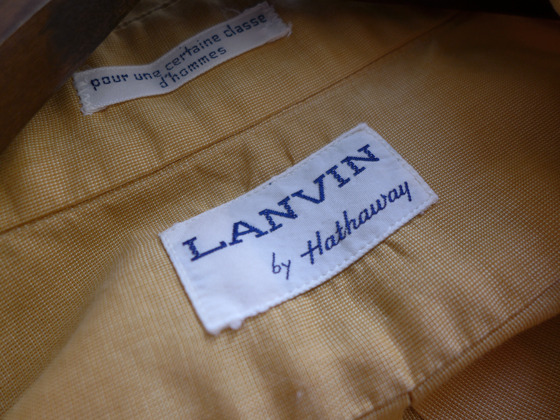 pour une certaine classe
d'hommes
LANVIN
by Hathaway